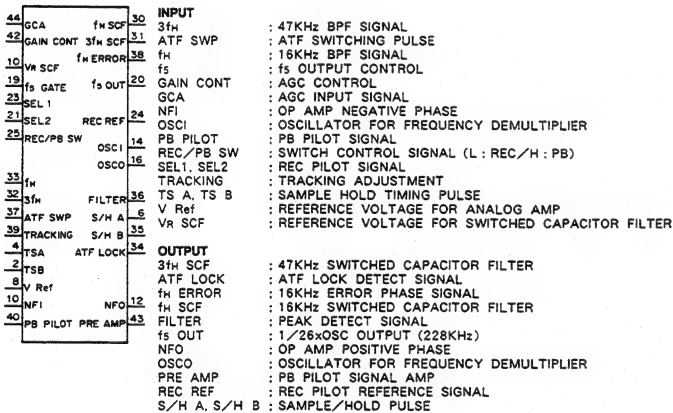 44 GCA fH SCF 30
42 GAIN CONT 3fH SCF 31
fH ERROR 38
10 VR SCF
19 f5 GATE f5 OUT 20
23 SEL 1
21 SEL2 REC REF 24
25 REC/PB SW
OSC I 14
OSCO 16
33 fH
32 3fH FILTER 36
37 ATF SWP S/H A 6
39 TRACKING S/H B 35
4 TSA ATF LOCK 34
2 TSB
8 V Ref
10 NFI NFO 12
40 PB PILOT PRE AMP 43
INPUT
3fH : 47KHz BPF SIGNAL
ATF SWP : ATF SWITCHING PULSE
fH : 16KHz BPF SIGNAL
f5 : f5 OUTPUT CONTROL
GAIN CONT : AGC CONTROL
GCA : AGC INPUT SIGNAL
NFI : OP AMP NEGATIVE PHASE
OSCI : OSCILLATOR FOR FREQUENCY DEMULTIPLIER
PB PILOT : PB PILOT SIGNAL
REC/PB SW : SWITCH CONTROL SIGNAL (L : REC/H : PB)
SEL1, SEL2 : REC PILOT SIGNAL
TRACKING : TRACKING ADJUSTMENT
TS A, TS B : SAMPLE HOLD TIMING PULSE
V Ref : REFERENCE VOLTAGE FOR ANALOG AMP
VR SCF : REFERENCE VOLTAGE FOR SWITCHED CAPACITOR FILTER
OUTPUT
3fH SCF : 47KHz SWITCHED CAPACITOR FILTER
ATF LOCK : ATF LOCK DETECT SIGNAL
fH ERROR : 16KHz ERROR PHASE SIGNAL
fH SCF : 16KHz SWITCHED CAPACITOR FILTER
FILTER : PEAK DETECT SIGNAL
f5 OUT : 1/26xOSC OUTPUT (228KHz)
NFO : OP AMP POSITIVE PHASE
OSCO : OSCILLATOR FOR FREQUENCY DEMULTIPLIER
PRE AMP : PB PILOT SIGNAL AMP
REC REF : REC PILOT REFERENCE SIGNAL
S/H A, S/H B : SAMPLE/HOLD PULSE